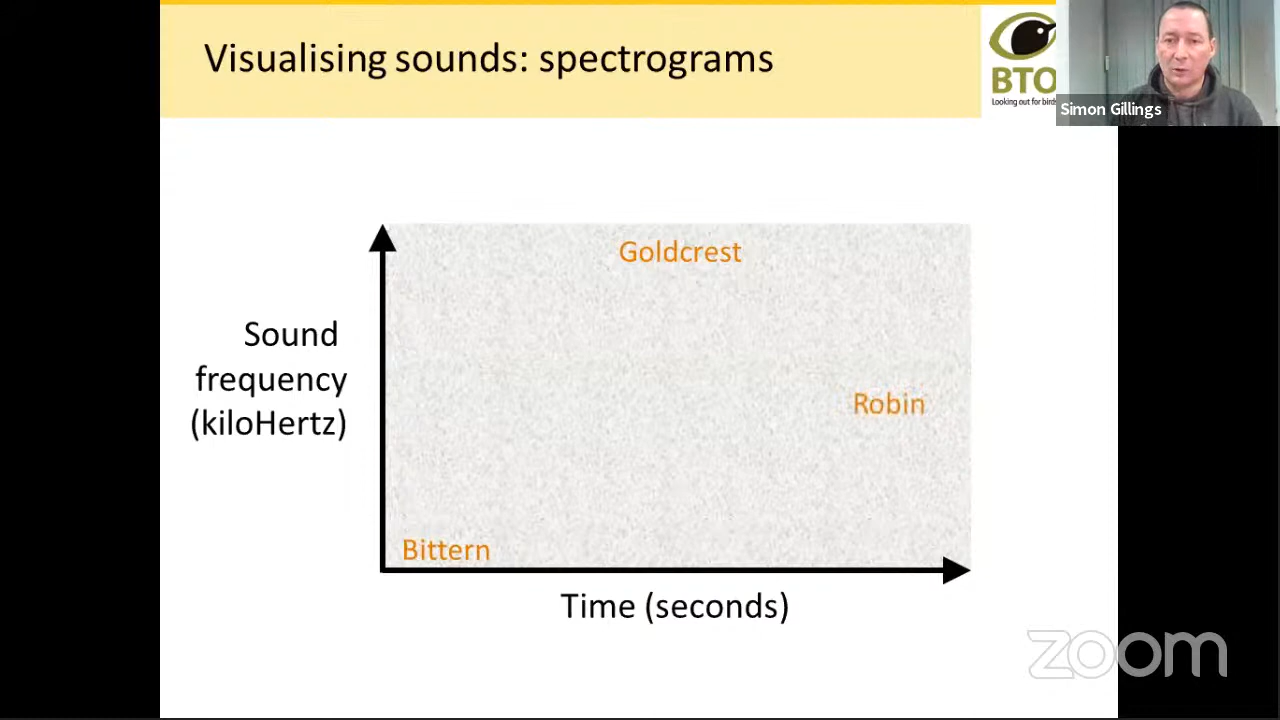 Visualising sounds: spectrograms
BTO
Looking out for birds
Simon Gillings
Goldcrest
Sound
frequency
(kiloHertz)
Robin
Bittern
Time (seconds)
zoom